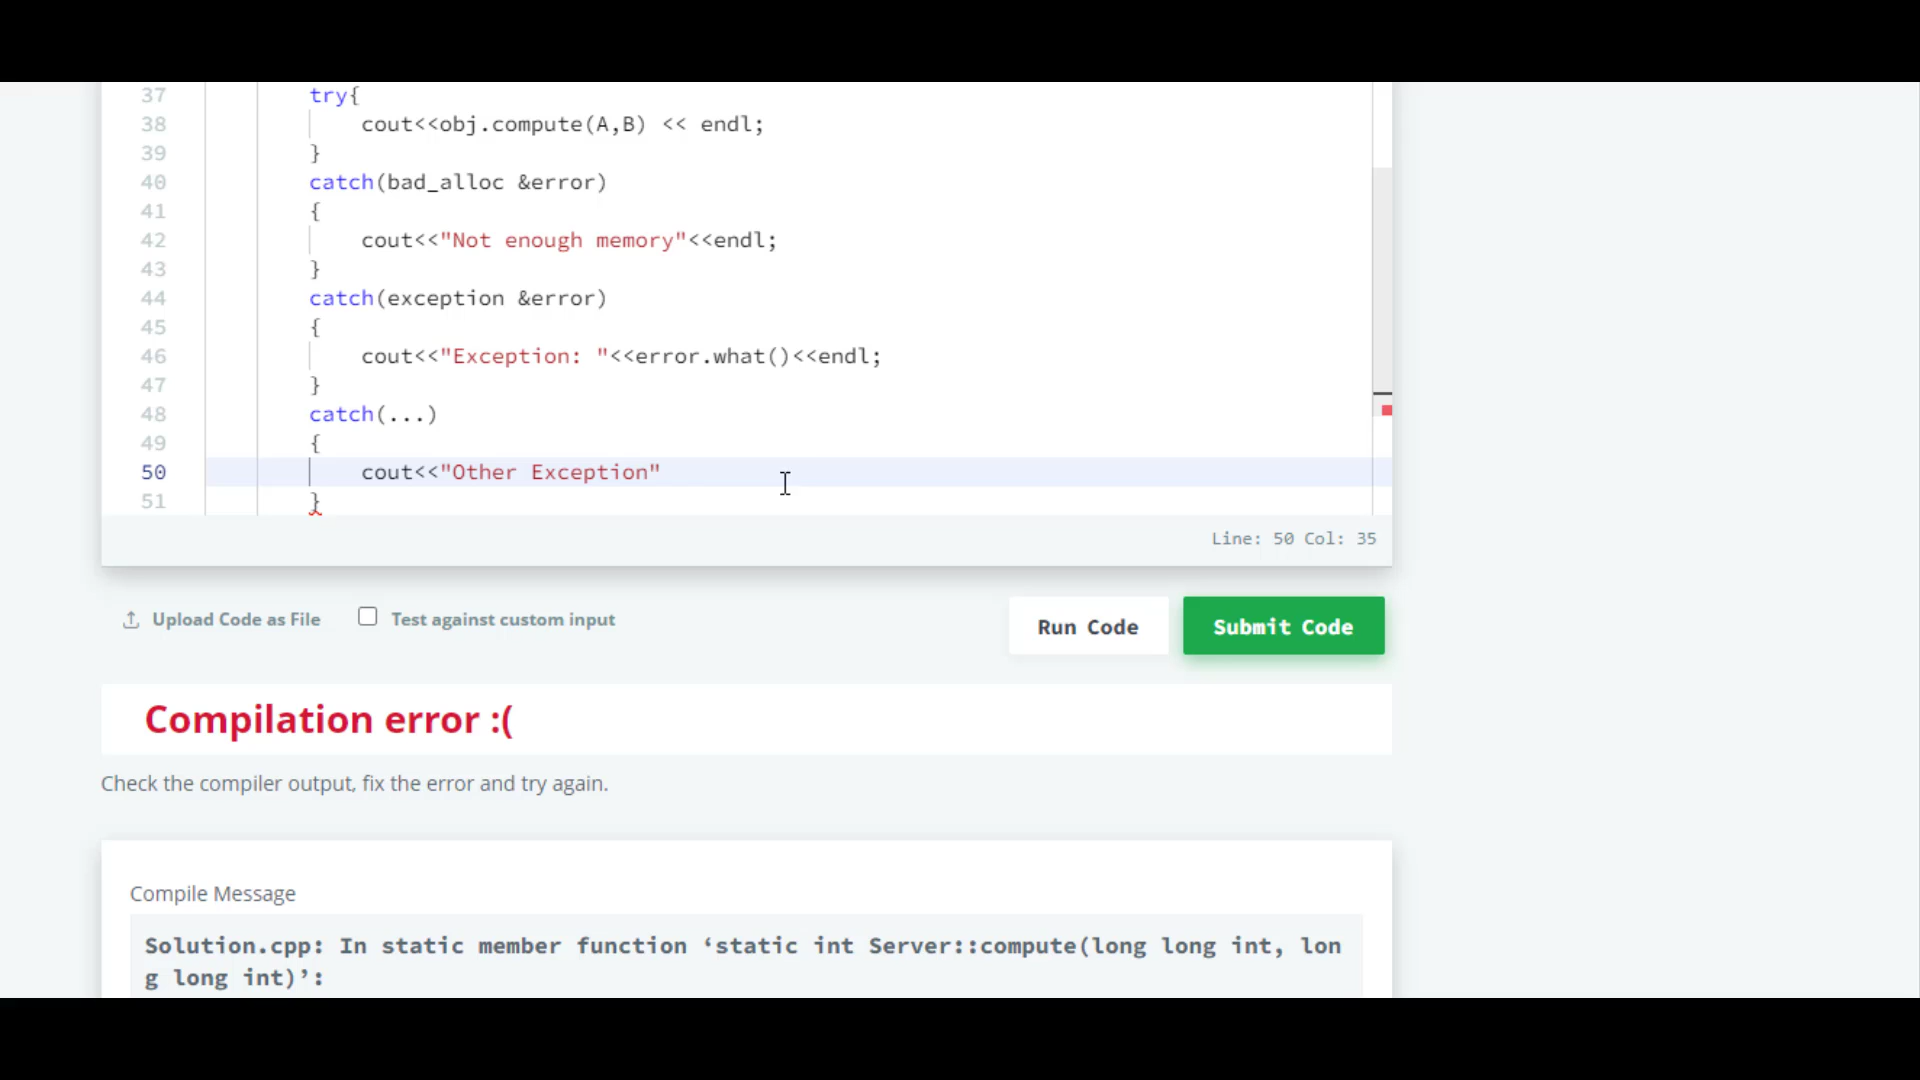 37 try{
38 cout<<obj.compute(A,B) << endl;
39 }
40 catch(bad_alloc &error)
41 {
42 cout<<"Not enough memory"<<endl;
43 }
44 catch(exception &error)
45 {
46 cout<<"Exception: "<<error.what()<<endl;
47 }
48 catch(...)
49 {
50 cout<<"Other Exception"
51 }
Line: 50 Col: 35
Upload Code as File Test against custom input Run Code Submit Code
Compilation error :(
Check the compiler output, fix the error and try again.
Compile Message
Solution.cpp: In static member function ‘static int Server::compute(long long int, lon
g long int)’: